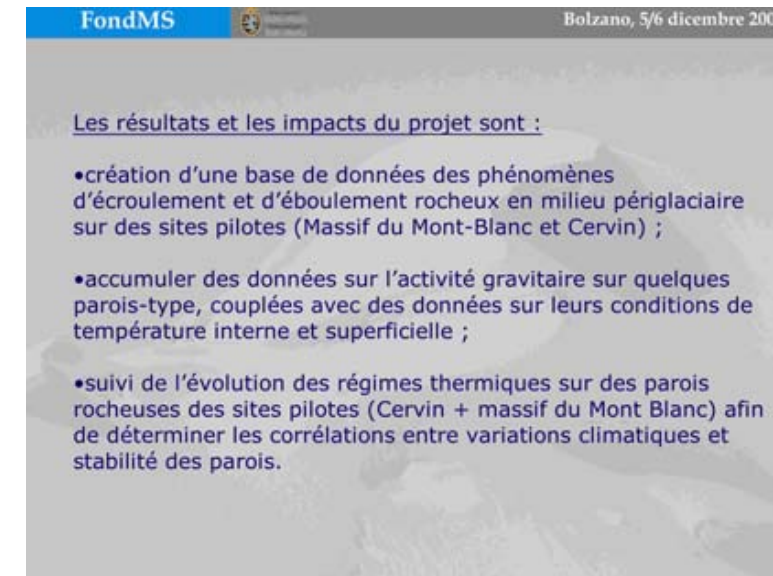 FondMS
Bolzano, 5/6 dicembre 200
Les résultats et les impacts du projet sont :
•création d'une base de données des phénomènes
d'écroulement et d'éboulement rocheux en milieu périglaciaire
sur des sites pilotes (Massif du Mont-Blanc et Cervin) ;
•accumuler des données sur l'activité gravitaire sur quelques
parois-type, couplées avec des données sur leurs conditions de
température interne et superficielle ;
•suivi de l'évolution des régimes thermiques sur des parois
rocheuses des sites pilotes (Cervin + massif du Mont Blanc) afin
de déterminer les corrélations entre variations climatiques et
stabilité des parois.